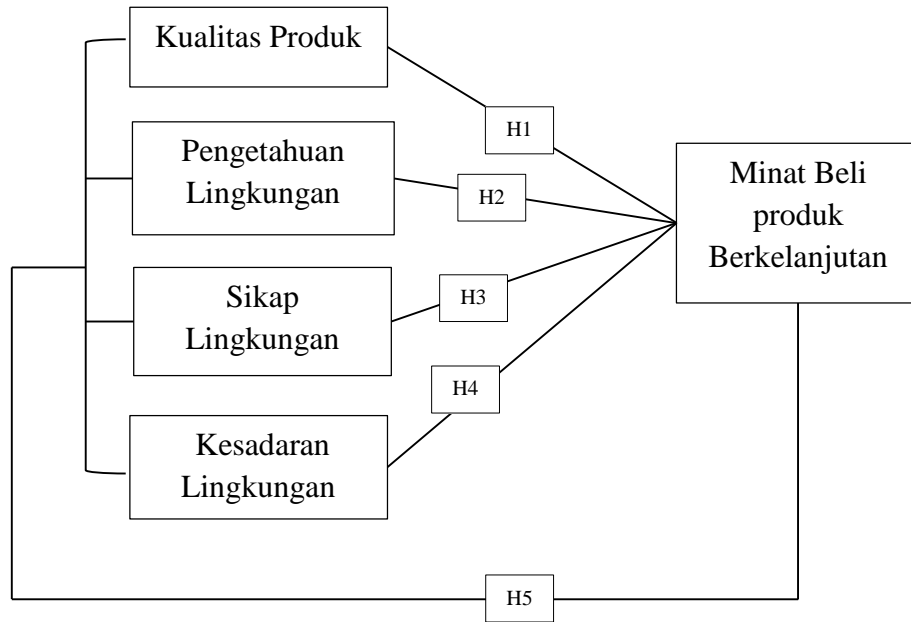 Kualitas Produk
H1
Pengetahuan
Lingkungan
H2
Minat Beli
produk
Berkelanjutan
Sikap
Lingkungan
H3
H4
Kesadaran
Lingkungan
H5